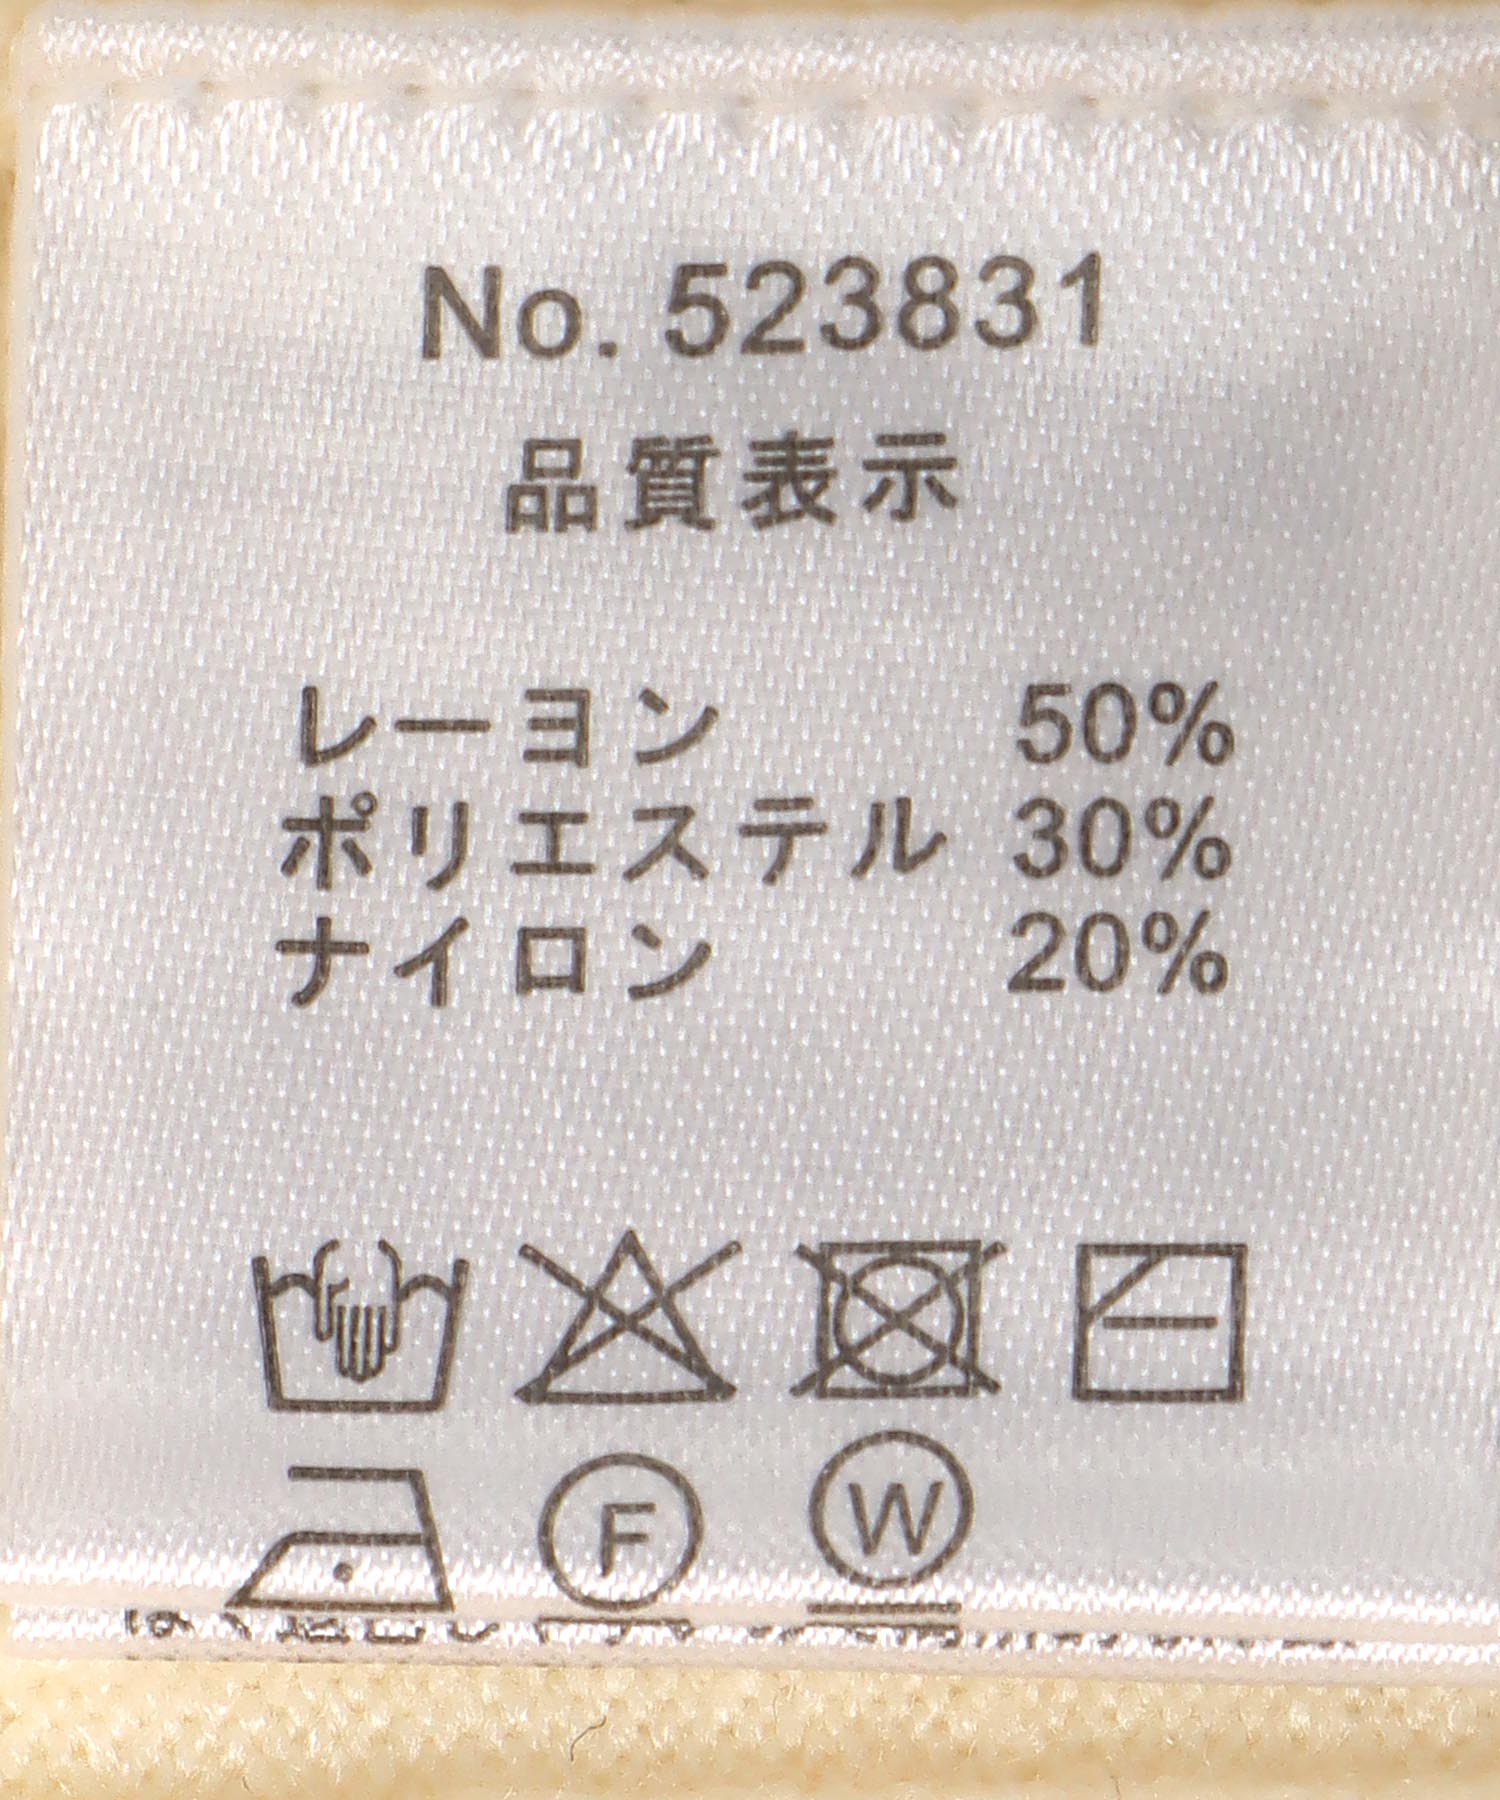 No. 523831
品質表示
レーヨン 50%
ポリエステル 30%
ナイロン 20%
F W